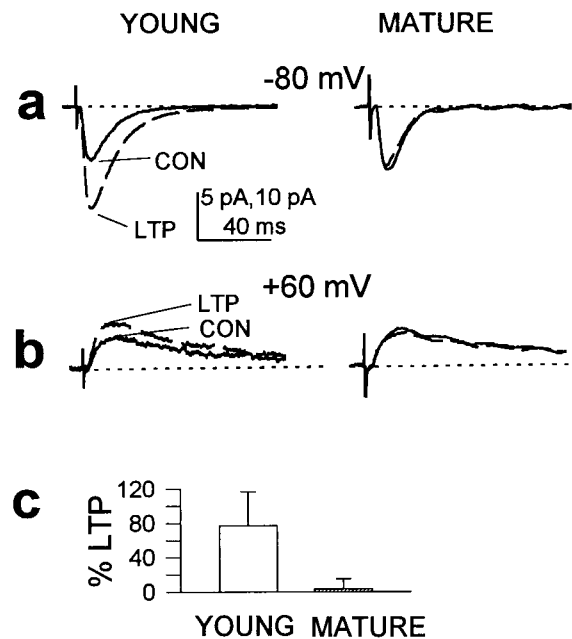 YOUNG MATURE
a
-80 mV
CON
5 pA,10 pA
40 ms
LTP
b
+60 mV
LTP
CON
c
% LTP
120
80
40
0
YOUNG MATURE